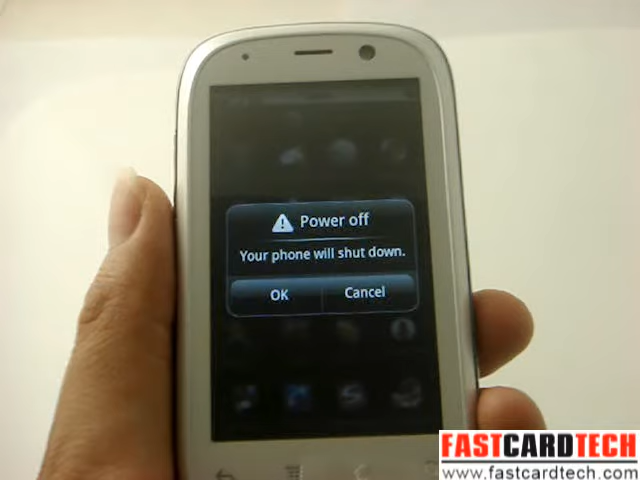 Power off
Your phone will shut down.
OK Cancel
FASTCARDTECH
www.fastcardtech.com